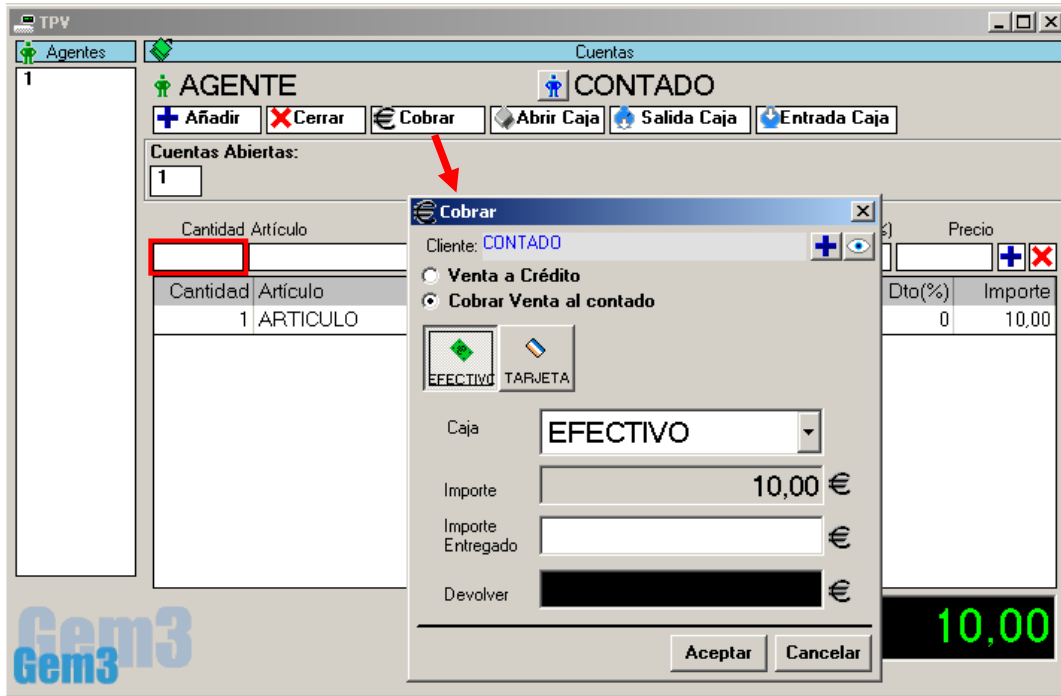 TPV
Agentes
Cuentas
1
AGENTE
CONTADO
Añadir
Cerrar
€ Cobrar
Abrir Caja
Salida Caja
Entrada Caja
Cuentas Abiertas:
1
Cantidad Artículo
%)
Precio
Cantidad Artículo
Dto(%) Importe
1 ARTICULO
0 10,00
€ Cobrar
Cliente: CONTADO
Venta a Crédito
Cobrar Venta al contado
EFECTIVO
TARJETA
Caja
EFECTIVO
Importe
10,00 €
Importe
Entregado
€
Devolver
€
Aceptar
Cancelar
10,00
Gem3
Gem3